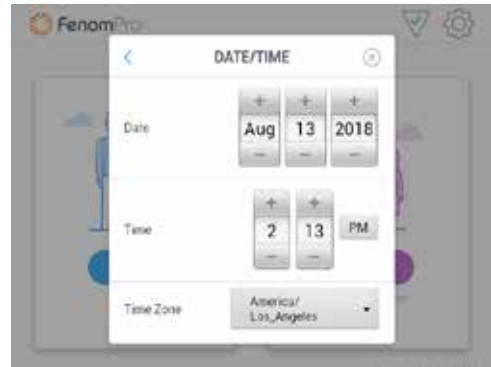 FenomPro
DATE/TIME
+ + +
Date Aug 13 2018
− − −
+ +
Time 2 13 PM
− −
Time Zone America/
Los_Angeles